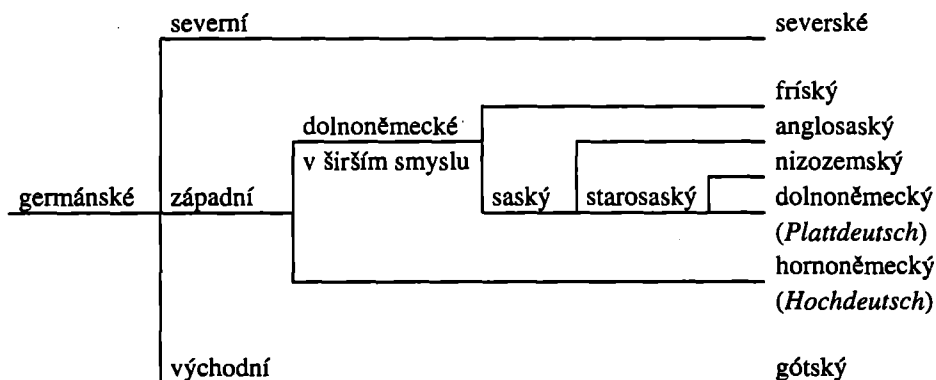 severní severské
fríský
dolnoněmecké anglosaský
v širším smyslu nizozemský
germánské západní saský starosaský dolnoněmecký
(Plattdeutsch)
hornoněmecký
(Hochdeutsch)
východní gótský